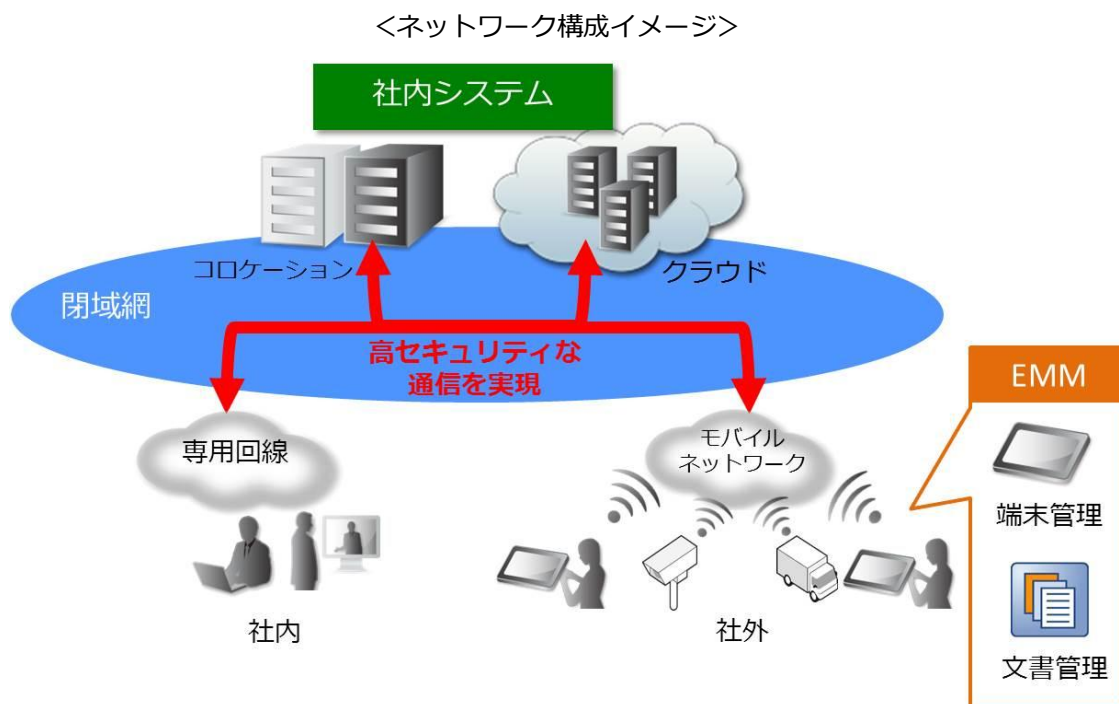 <ネットワーク構成イメージ>
社内システム
コロケーション
クラウド
閉域網
高セキュリティな
通信を実現
EMM
専用回線
モバイル
ネットワーク
端末管理
社内
社外
文書管理